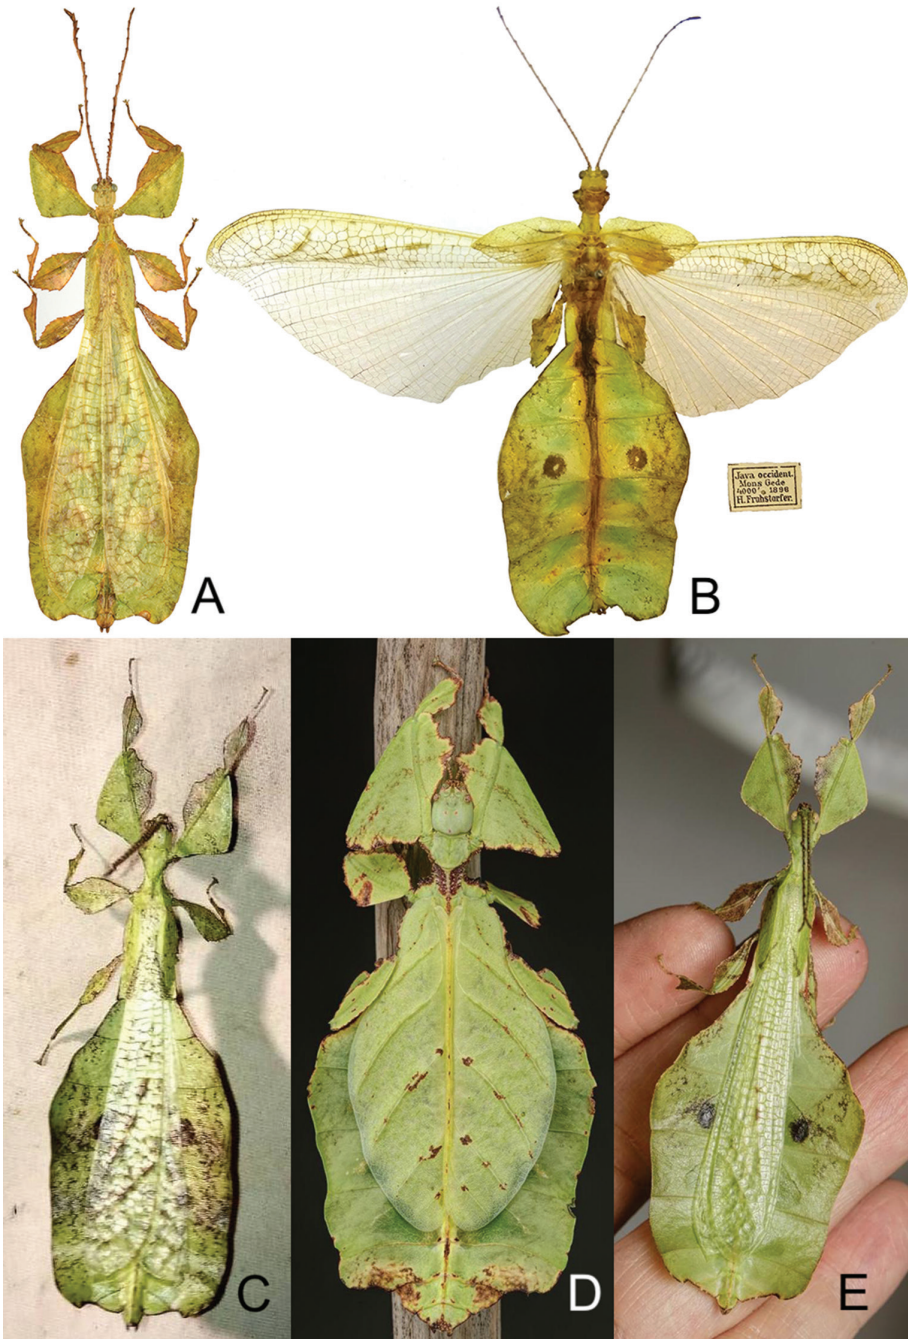 A
B
Java occident.
Mons Gede
4000' 1896
H. Fruhstorfer.
C
D
E